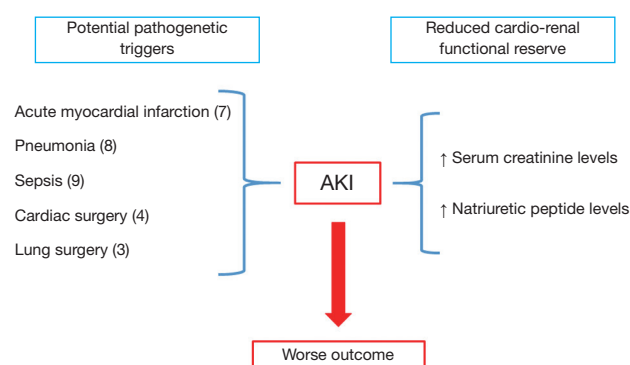 Potential pathogenetic
triggers
Reduced cardio-renal
functional reserve
Acute myocardial infarction (7)
Pneumonia (8)
Sepsis (9)
Cardiac surgery (4)
Lung surgery (3)
AKI
↑ Serum creatinine levels
↑ Natriuretic peptide levels
Worse outcome